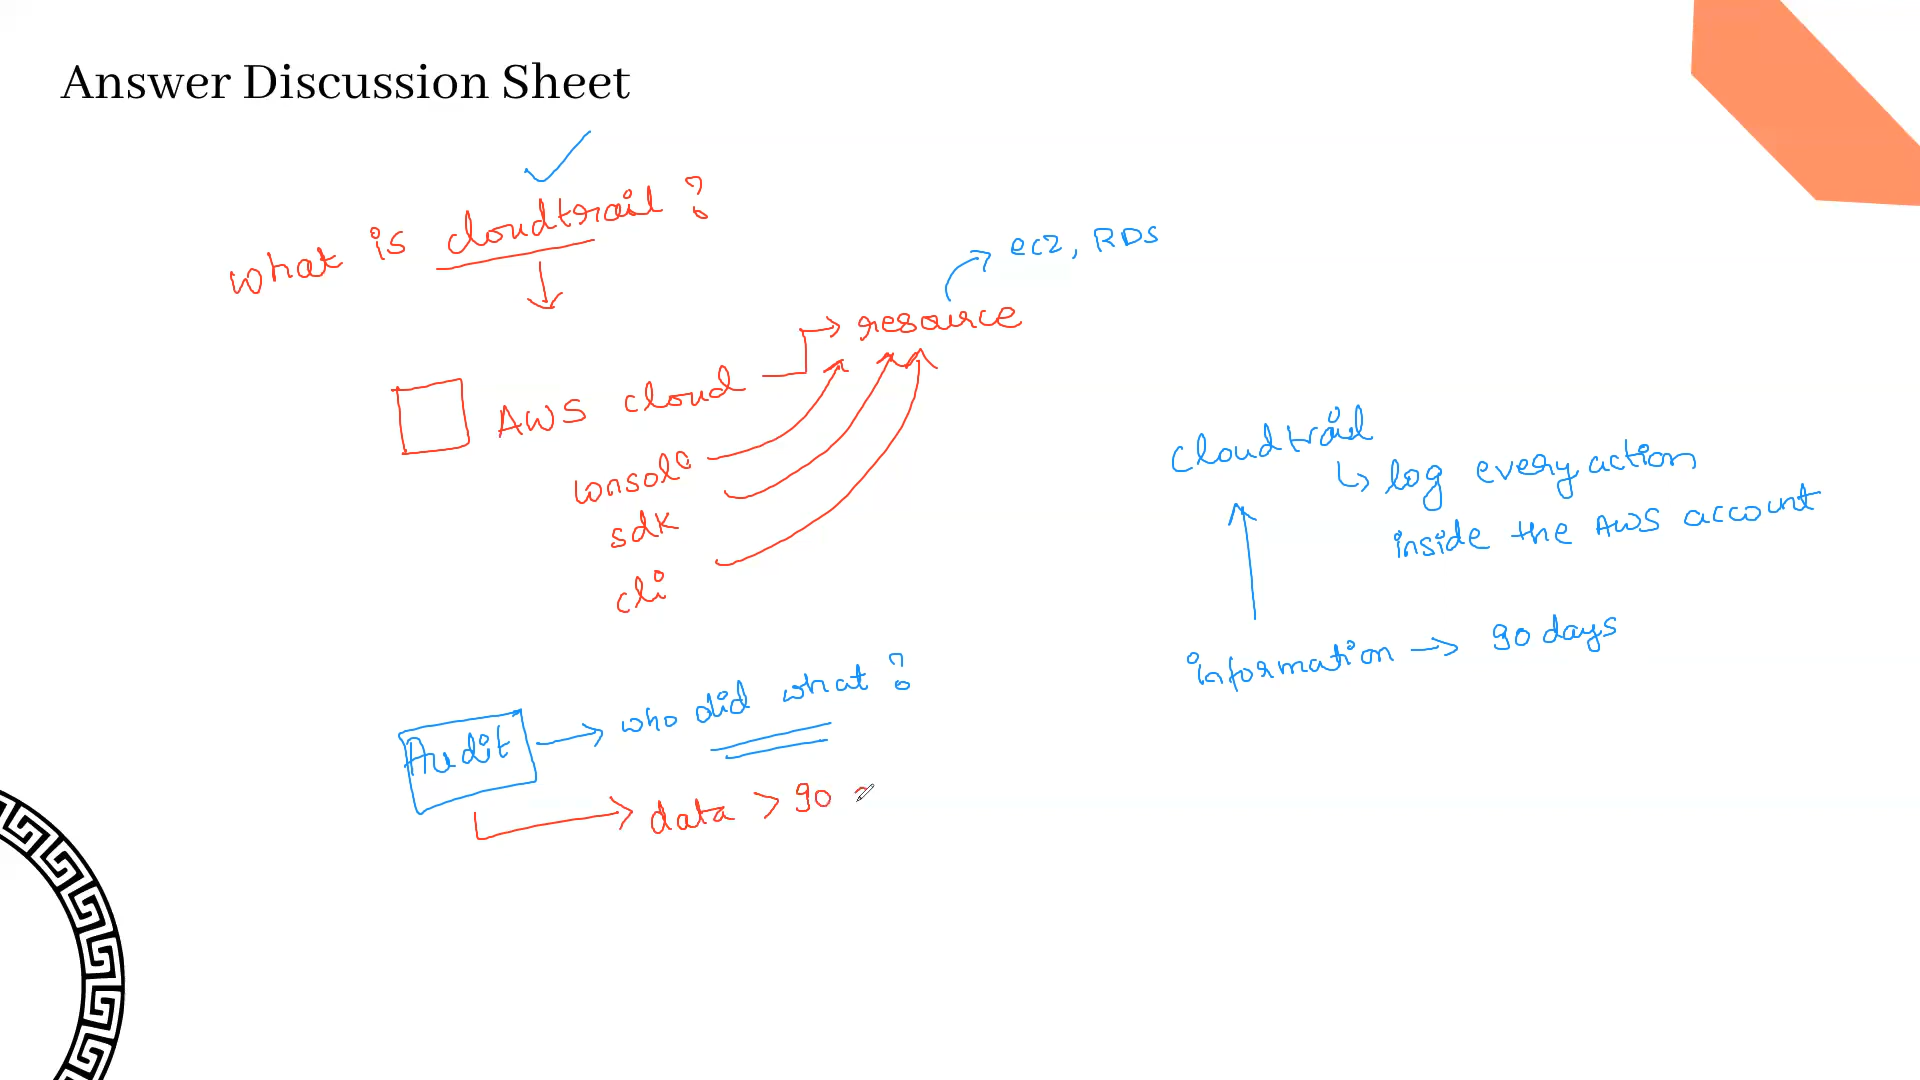 Answer Discussion Sheet
what is cloudtrail?
ec2, RDS
resource
AWS cloud
console
sdk
cli
cloudtrail
log every action
inside the AWS account
information → 90 days
Audit → who did what?
data > 90